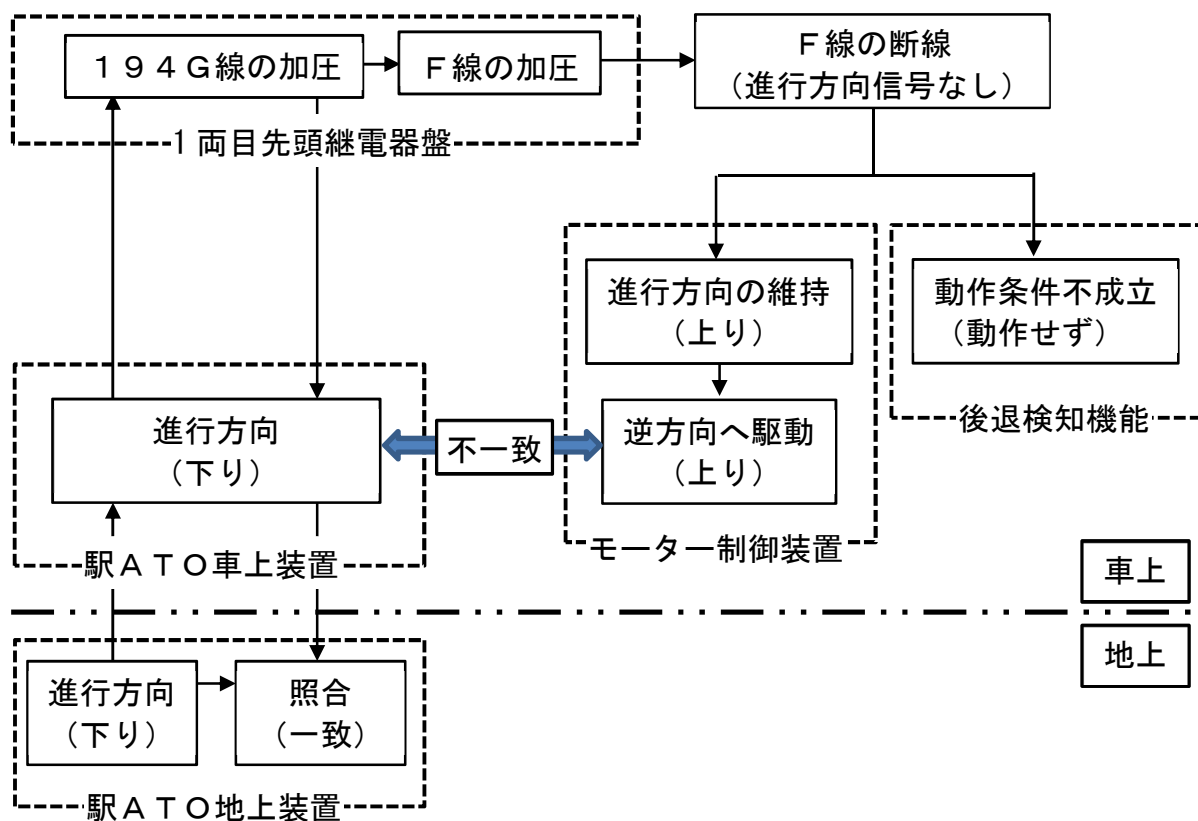 １９４Ｇ線の加圧
Ｆ線の加圧
Ｆ線の断線
（進行方向信号なし）
１両目先頭継電器盤
進行方向の維持
（上り）
動作条件不成立
（動作せず）
進行方向
（下り）
不一致
逆方向へ駆動
（上り）
後退検知機能
モーター制御装置
駅ＡＴＯ車上装置
車上
地上
進行方向
（下り）
照合
（一致）
駅ＡＴＯ地上装置